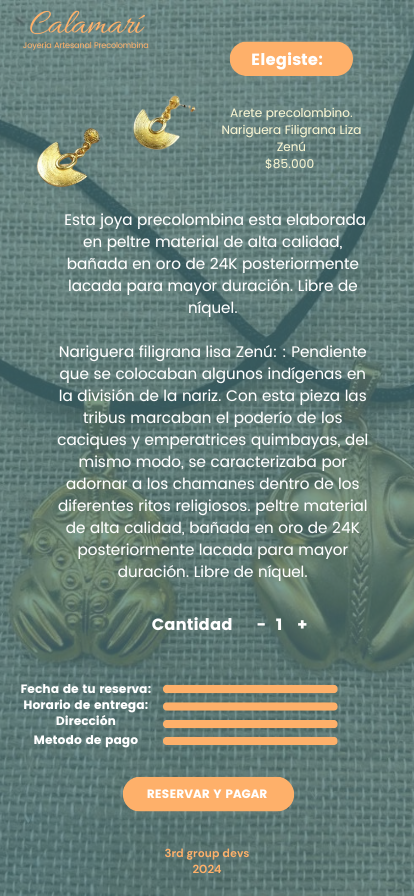 Calamarí
Joyería Artesanal Precolombina
Elegiste:
Arete precolombino.
Nariguera Filigrana Liza
Zenú
$85.000
Esta joya precolombina esta elaborada
en peltre material de alta calidad,
bañada en oro de 24K posteriormente
lacada para mayor duración. Libre de
níquel.
Nariguera filigrana lisa Zenú: : Pendiente
que se colocaban algunos indígenas en
la división de la nariz. Con esta pieza las
tribus marcaban el poderío de los
caciques y emperatrices quimbayas, del
mismo modo, se caracterizaba por
adornar a los chamanes dentro de los
diferentes ritos religiosos. peltre material
de alta calidad, bañada en oro de 24K
posteriormente lacada para mayor
duración. Libre de níquel.
Cantidad - 1 +
Fecha de tu reserva:
Horario de entrega:
Dirección
Metodo de pago
RESERVAR Y PAGAR
3rd group devs
2024